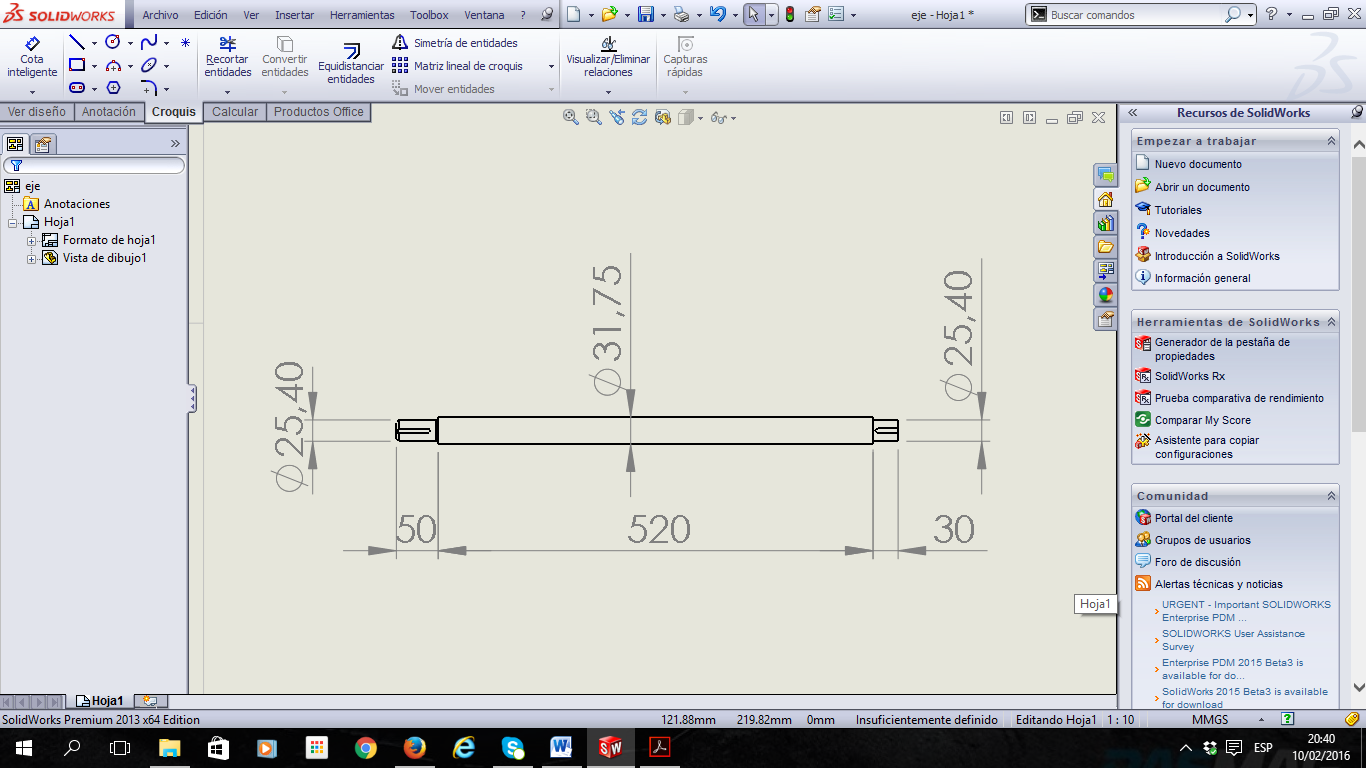 SOLIDWORKS
Archivo Edición Ver Insertar Herramientas Toolbox Ventana ?
eje - Hoja1 *
Buscar comandos
Cota inteligente
Recortar entidades
Convertir entidades
Equidistanciar entidades
Simetría de entidades
Matriz lineal de croquis
Mover entidades
Visualizar/Eliminar relaciones
Capturas rápidas
Ver diseño Anotación Croquis Calcular Productos Office
eje
Anotaciones
Hoja1
Formato de hoja1
Vista de dibujo1
Ø25,40
Ø31,75
Ø25,40
50 520 30
Hoja1
Recursos de SolidWorks
Empezar a trabajar
Nuevo documento
Abrir un documento
Tutoriales
Novedades
Introducción a SolidWorks
Información general
Herramientas de SolidWorks
Generador de la pestaña de
propiedades
SolidWorks Rx
Prueba comparativa de rendimiento
Comparar My Score
Asistente para copiar
configuraciones
Comunidad
Portal del cliente
Grupos de usuarios
Foro de discusión
Alertas técnicas y noticias
URGENT - Important SOLIDWORKS
Enterprise PDM ...
SOLIDWORKS User Assistance
Survey
Enterprise PDM 2015 Beta3 is
available for do...
SolidWorks 2015 Beta3 is available
for download
Hoja1
SolidWorks Premium 2013 x64 Edition
121.88mm 219.82mm 0mm Insuficientemente definido Editando Hoja1 1 : 10 MMGS
ESP
20:40
10/02/2016